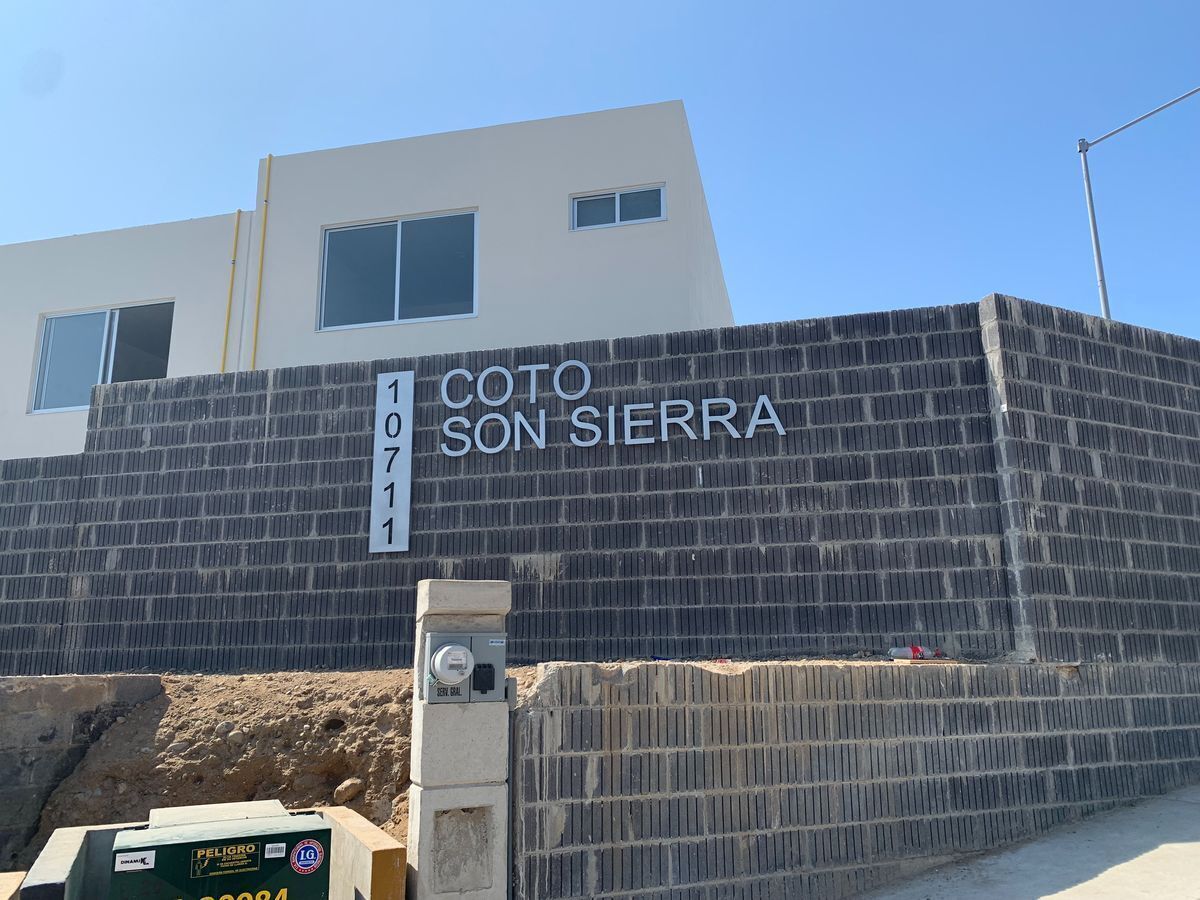 10711
COTO
SON SIERRA
SERV. GRAL.
DINAMIK
PELIGRO
I.G.